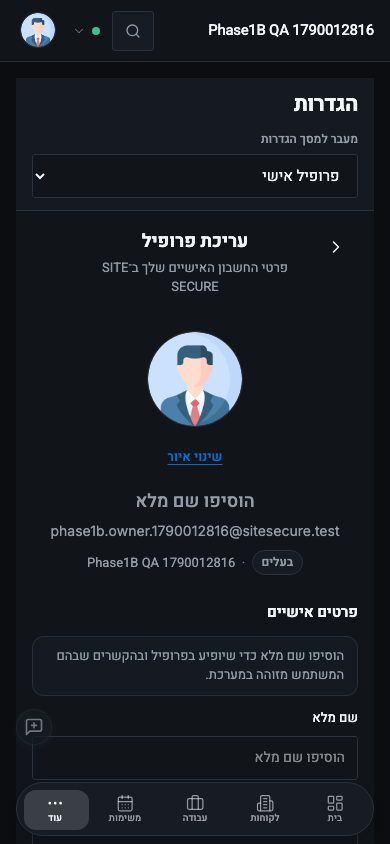 Phase1B QA 1790012816
הגדרות
מעבר למסך הגדרות
פרופיל אישי
עריכת פרופיל
פרטי החשבון האישיים שלך ב־SITE
SECURE
שינוי איור
הוסיפו שם מלא
phase1b.owner.1790012816@sitesecure.test
בעלים · Phase1B QA 1790012816
פרטים אישיים
הוסיפו שם מלא כדי שיופיע בפרופיל ובהקשרים שבהם
המשתמש מזוהה במערכת.
שם מלא
הוסיפו שם מלא
בית
לקוחות
עבודה
משימות
עוד